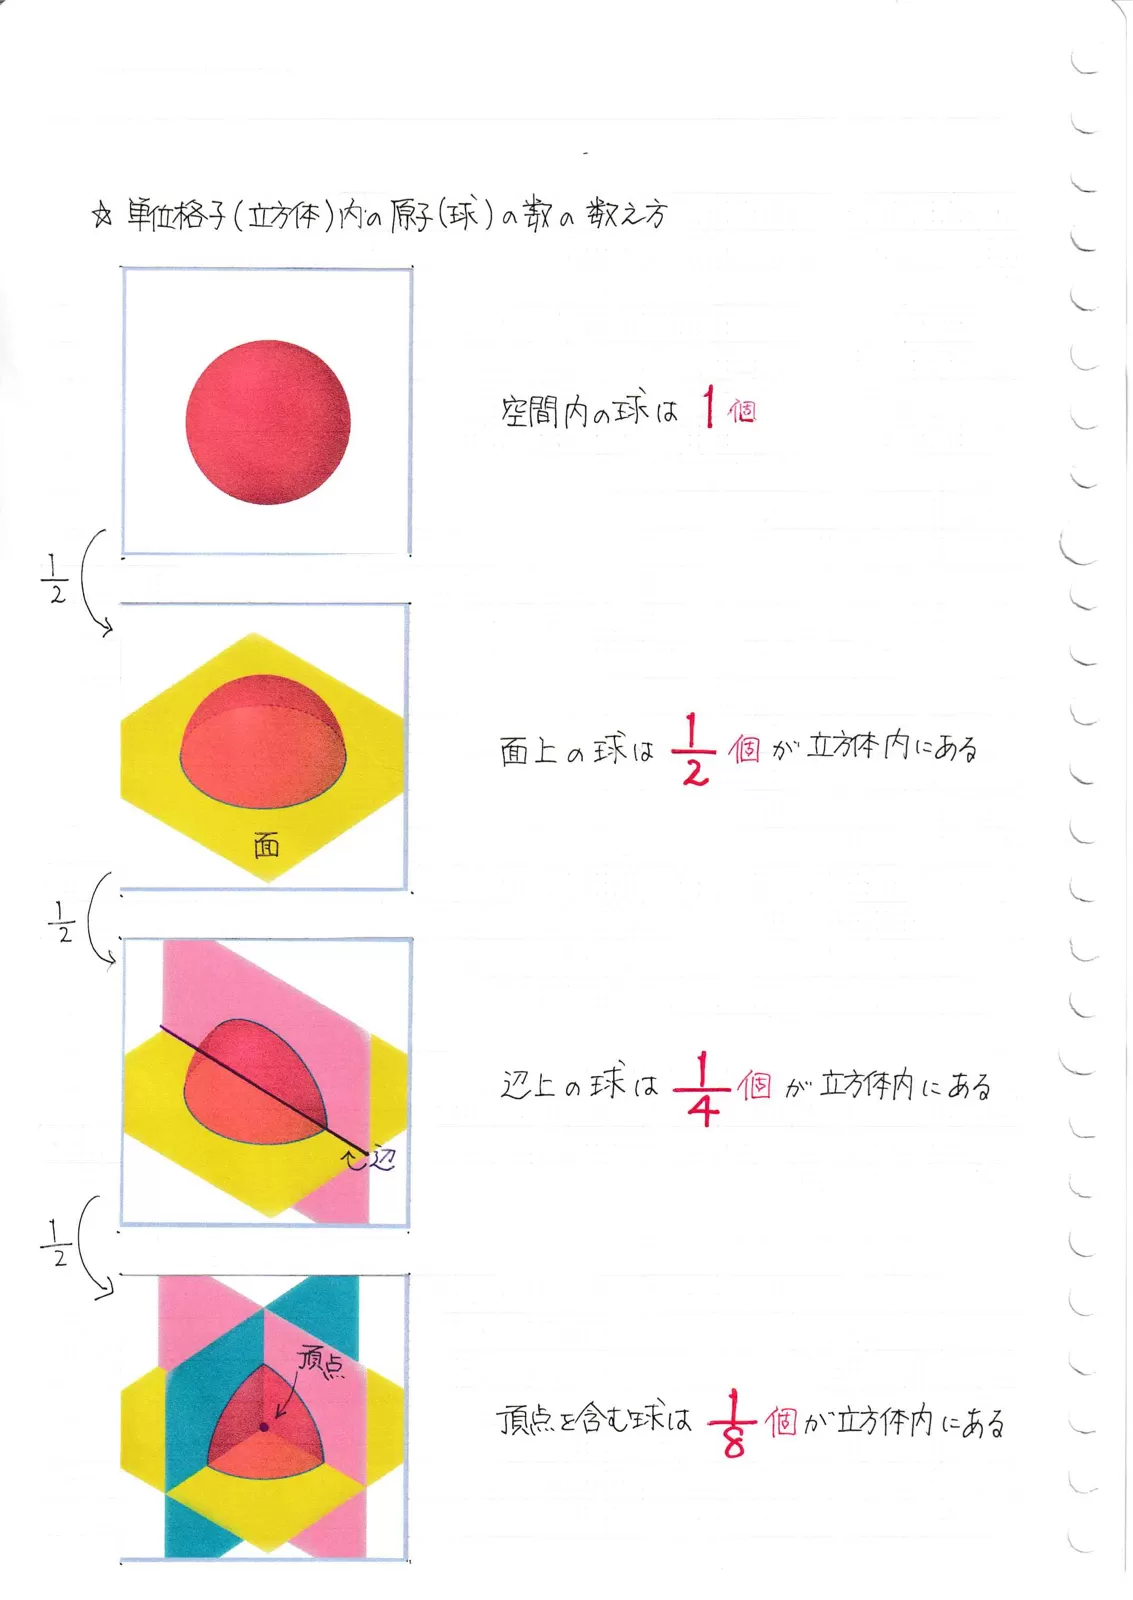 ☆ 単位格子(立方体)内の原子(球)の数の数え方
空間内の球は 1個
1/2
面上の球は 1/2 個が立方体内にある
面
1/2
辺上の球は 1/4 個が立方体内にある
辺
1/2
頂点
頂点を含む球は 1/8 個が立方体内にある